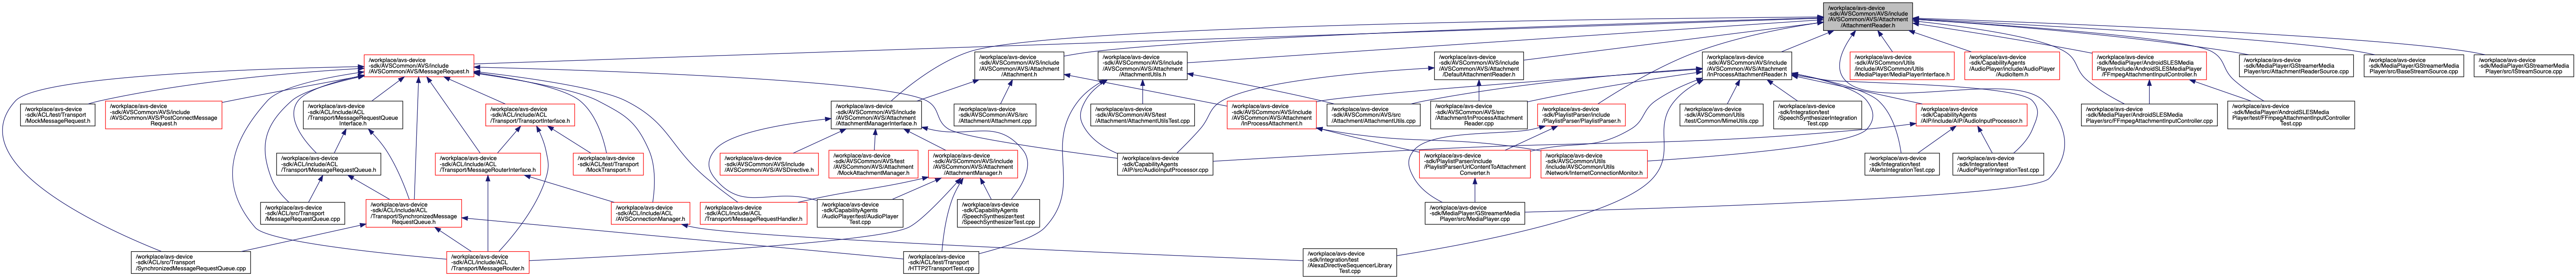 /workplace/avs-device
-sdk/AVSCommon/AVS/include
/AVSCommon/AVS/Attachment
/AttachmentReader.h
/workplace/avs-device
-sdk/AVSCommon/AVS/include
/AVSCommon/AVS/MessageRequest.h
/workplace/avs-device
-sdk/AVSCommon/AVS/include
/AVSCommon/AVS/Attachment
/Attachment.h
/workplace/avs-device
-sdk/AVSCommon/AVS/include
/AVSCommon/AVS/Attachment
/AttachmentUtils.h
/workplace/avs-device
-sdk/AVSCommon/AVS/include
/AVSCommon/AVS/Attachment
/DefaultAttachmentReader.h
/workplace/avs-device
-sdk/AVSCommon/AVS/include
/AVSCommon/AVS/Attachment
/InProcessAttachmentReader.h
/workplace/avs-device
-sdk/AVSCommon/Utils
/include/AVSCommon/Utils
/MediaPlayer/MediaPlayerInterface.h
/workplace/avs-device
-sdk/CapabilityAgents
/AudioPlayer/include/AudioPlayer
/AudioItem.h
/workplace/avs-device
-sdk/MediaPlayer/AndroidSLESMedia
Player/include/AndroidSLESMediaPlayer
/FFmpegAttachmentInputController.h
/workplace/avs-device
-sdk/MediaPlayer/GStreamerMedia
Player/src/AttachmentReaderSource.cpp
/workplace/avs-device
-sdk/MediaPlayer/GStreamerMedia
Player/src/BaseStreamSource.cpp
/workplace/avs-device
-sdk/MediaPlayer/GStreamerMedia
Player/src/IStreamSource.cpp
/workplace/avs-device
-sdk/ACL/test/Transport
/MockMessageRequest.h
/workplace/avs-device
-sdk/AVSCommon/AVS/include
/AVSCommon/AVS/PostConnectMessage
Request.h
/workplace/avs-device
-sdk/ACL/include/ACL
/Transport/MessageRequestQueue
Interface.h
/workplace/avs-device
-sdk/ACL/include/ACL
/Transport/TransportInterface.h
/workplace/avs-device
-sdk/AVSCommon/AVS/include
/AVSCommon/AVS/Attachment
/AttachmentManagerInterface.h
/workplace/avs-device
-sdk/AVSCommon/AVS/src
/Attachment/Attachment.cpp
/workplace/avs-device
-sdk/AVSCommon/AVS/test
/Attachment/AttachmentUtilsTest.cpp
/workplace/avs-device
-sdk/AVSCommon/AVS/include
/AVSCommon/AVS/Attachment
/InProcessAttachment.h
/workplace/avs-device
-sdk/AVSCommon/AVS/src
/Attachment/AttachmentUtils.cpp
/workplace/avs-device
-sdk/AVSCommon/AVS/src
/Attachment/InProcessAttachment
Reader.cpp
/workplace/avs-device
-sdk/PlaylistParser/include
/PlaylistParser/PlaylistParser.h
/workplace/avs-device
-sdk/AVSCommon/Utils
/test/Common/MimeUtils.cpp
/workplace/avs-device
-sdk/Integration/test
/SpeechSynthesizerIntegration
Test.cpp
/workplace/avs-device
-sdk/CapabilityAgents
/AIP/include/AIP/AudioInputProcessor.h
/workplace/avs-device
-sdk/MediaPlayer/AndroidSLESMedia
Player/src/FFmpegAttachmentInputController.cpp
/workplace/avs-device
-sdk/MediaPlayer/AndroidSLESMedia
Player/test/FFmpegAttachmentInputController
Test.cpp
/workplace/avs-device
-sdk/ACL/include/ACL
/Transport/MessageRequestQueue.h
/workplace/avs-device
-sdk/ACL/include/ACL
/Transport/MessageRouterInterface.h
/workplace/avs-device
-sdk/ACL/test/Transport
/MockTransport.h
/workplace/avs-device
-sdk/AVSCommon/AVS/include
/AVSCommon/AVS/AVSDirective.h
/workplace/avs-device
-sdk/AVSCommon/AVS/test
/AVSCommon/AVS/Attachment
/MockAttachmentManager.h
/workplace/avs-device
-sdk/AVSCommon/AVS/include
/AVSCommon/AVS/Attachment
/AttachmentManager.h
/workplace/avs-device
-sdk/CapabilityAgents
/AIP/src/AudioInputProcessor.cpp
/workplace/avs-device
-sdk/PlaylistParser/include
/PlaylistParser/UrlContentToAttachment
Converter.h
/workplace/avs-device
-sdk/AVSCommon/Utils
/include/AVSCommon/Utils
/Network/InternetConnectionMonitor.h
/workplace/avs-device
-sdk/Integration/test
/AlertsIntegrationTest.cpp
/workplace/avs-device
-sdk/Integration/test
/AudioPlayerIntegrationTest.cpp
/workplace/avs-device
-sdk/ACL/src/Transport
/MessageRequestQueue.cpp
/workplace/avs-device
-sdk/ACL/include/ACL
/Transport/SynchronizedMessage
RequestQueue.h
/workplace/avs-device
-sdk/ACL/include/ACL
/AVSConnectionManager.h
/workplace/avs-device
-sdk/ACL/include/ACL
/Transport/MessageRequestHandler.h
/workplace/avs-device
-sdk/CapabilityAgents
/AudioPlayer/test/AudioPlayer
Test.cpp
/workplace/avs-device
-sdk/CapabilityAgents
/SpeechSynthesizer/test
/SpeechSynthesizerTest.cpp
/workplace/avs-device
-sdk/MediaPlayer/GStreamerMedia
Player/src/MediaPlayer.cpp
/workplace/avs-device
-sdk/ACL/src/Transport
/SynchronizedMessageRequestQueue.cpp
/workplace/avs-device
-sdk/ACL/include/ACL
/Transport/MessageRouter.h
/workplace/avs-device
-sdk/ACL/test/Transport
/HTTP2TransportTest.cpp
/workplace/avs-device
-sdk/Integration/test
/AlexaDirectiveSequencerLibrary
Test.cpp